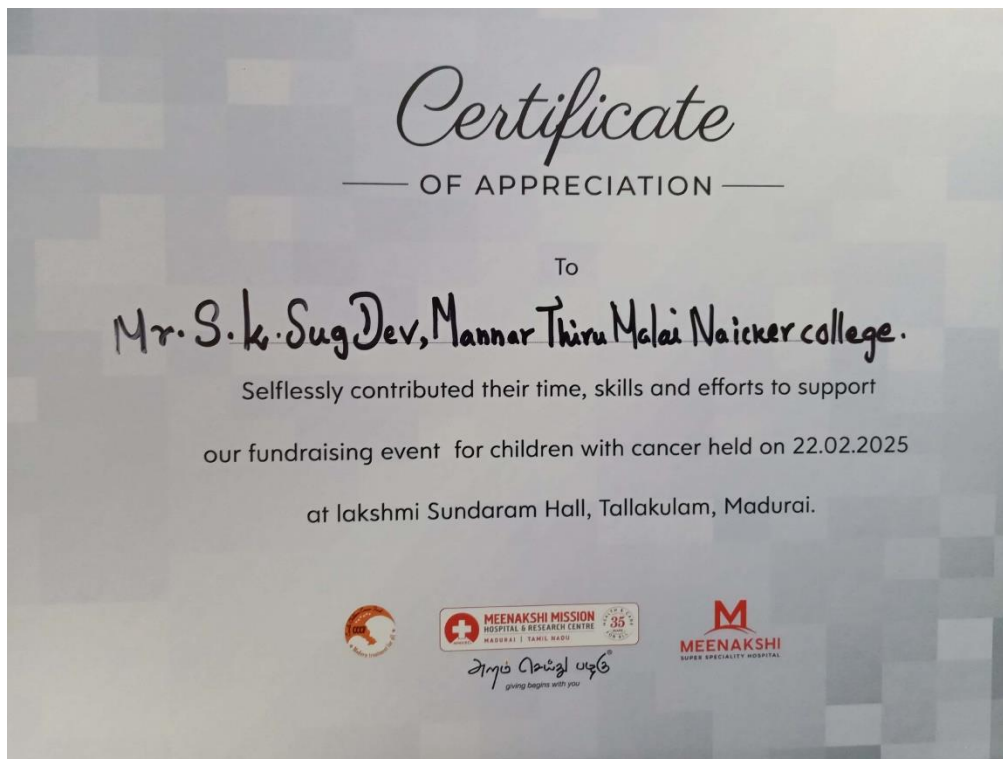 Certificate
OF APPRECIATION
To
Mr. S. k. Sug Dev, Mannar Thiru Malai Naicker college.
Selflessly contributed their time, skills and efforts to support
our fundraising event for children with cancer held on 22.02.2025
at lakshmi Sundaram Hall, Tallakulam, Madurai.
MEENAKSHI MISSION
HOSPITAL & RESEARCH CENTRE
MADURAI | TAMIL NADU
35
அறம் செய்து பழகு
giving begins with you
MEENAKSHI
SUPER SPECIALITY HOSPITAL